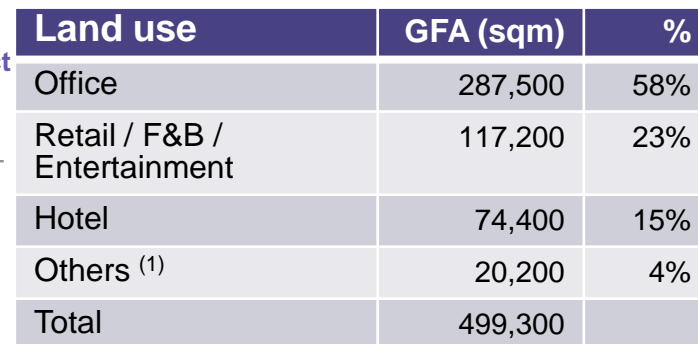 Land use GFA (sqm) %
ct
Office 287,500 58%
Retail / F&B / 117,200 23%
Entertainment
Hotel 74,400 15%
Others (1) 20,200 4%
Total 499,300